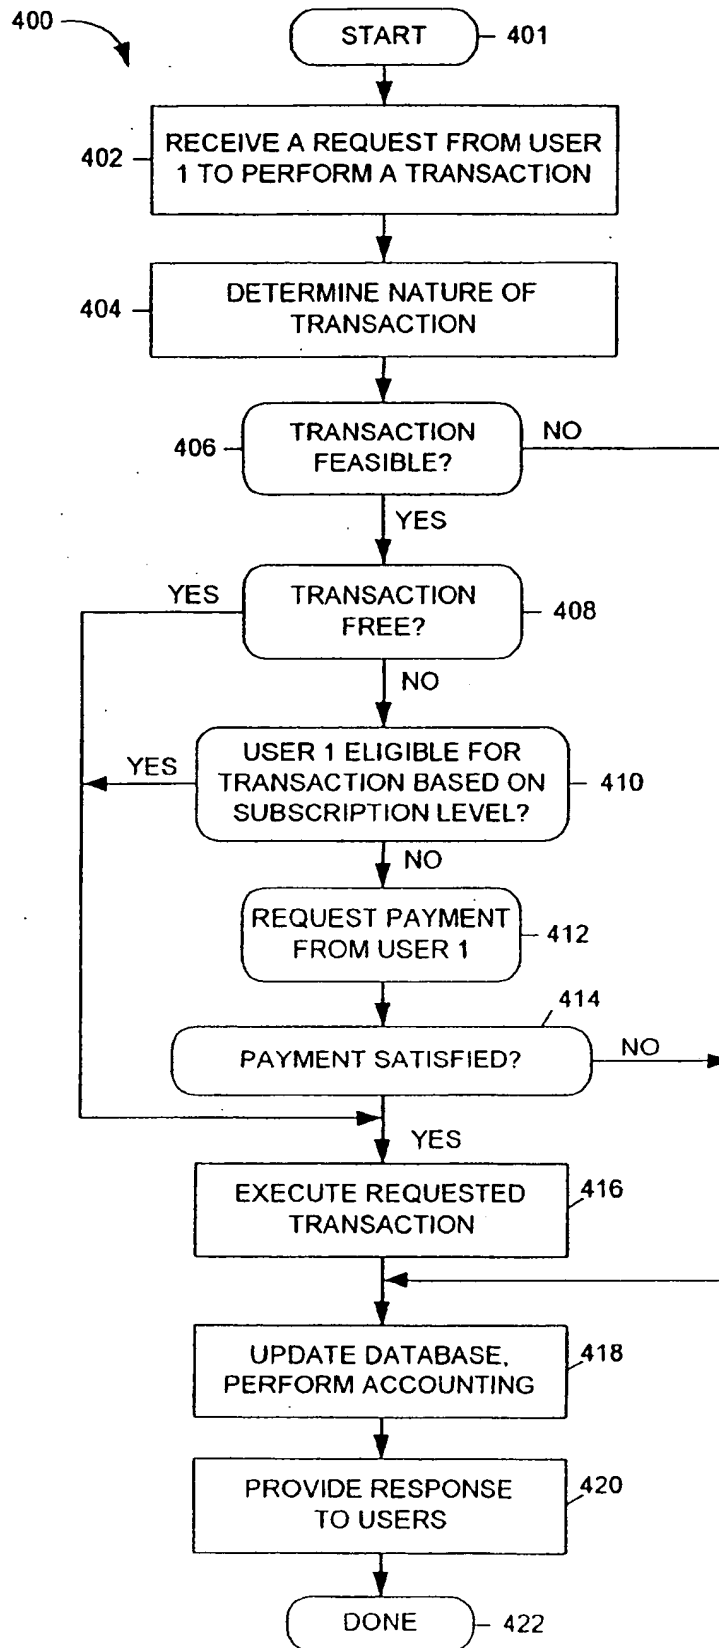 400
START
401
402
RECEIVE A REQUEST FROM USER
1 TO PERFORM A TRANSACTION
404
DETERMINE NATURE OF
TRANSACTION
406
TRANSACTION
FEASIBLE?
NO
YES
YES
TRANSACTION
FREE?
408
NO
YES
USER 1 ELIGIBLE FOR
TRANSACTION BASED ON
SUBSCRIPTION LEVEL?
410
NO
REQUEST PAYMENT
FROM USER 1
412
414
PAYMENT SATISFIED?
NO
YES
EXECUTE REQUESTED
TRANSACTION
416
UPDATE DATABASE,
PERFORM ACCOUNTING
418
PROVIDE RESPONSE
TO USERS
420
DONE
422